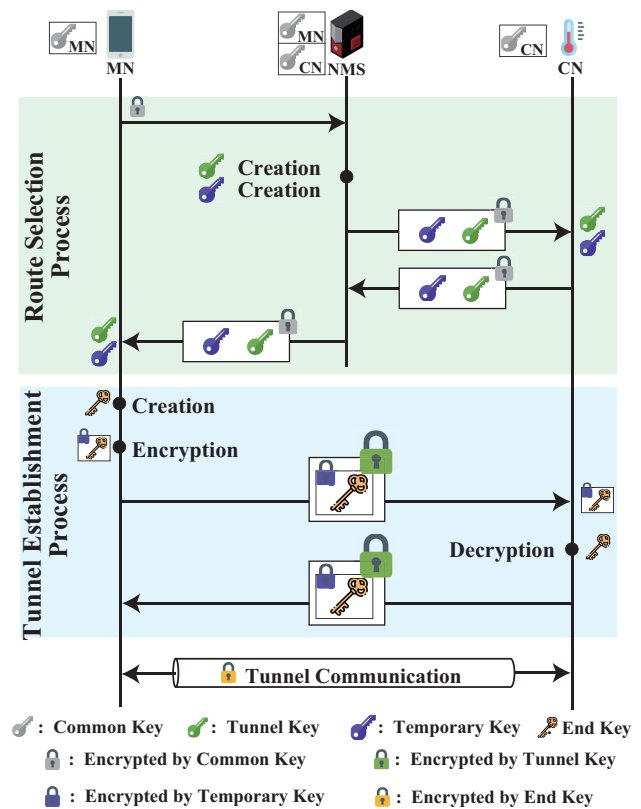 MN
MN
MN
CN
NMS
CN
CN
Route Selection
Process
Creation
Creation
Tunnel Establishment
Process
Creation
Encryption
Decryption
Tunnel Communication
: Common Key
: Tunnel Key
: Temporary Key
: End Key
: Encrypted by Common Key
: Encrypted by Tunnel Key
: Encrypted by Temporary Key
: Encrypted by End Key